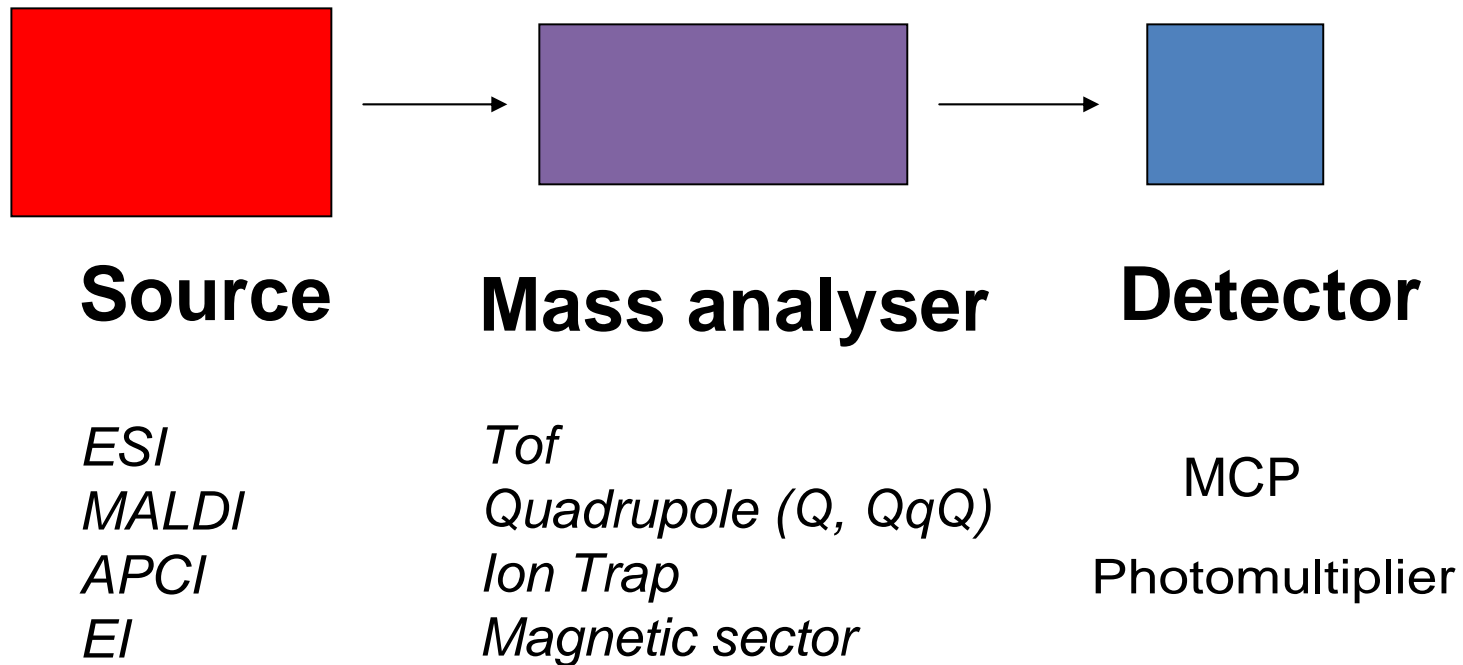 Source
Mass analyser
Detector
ESI
MALDI
APCI
EI
Tof
Quadrupole (Q, QqQ)
Ion Trap
Magnetic sector
MCP
Photomultiplier